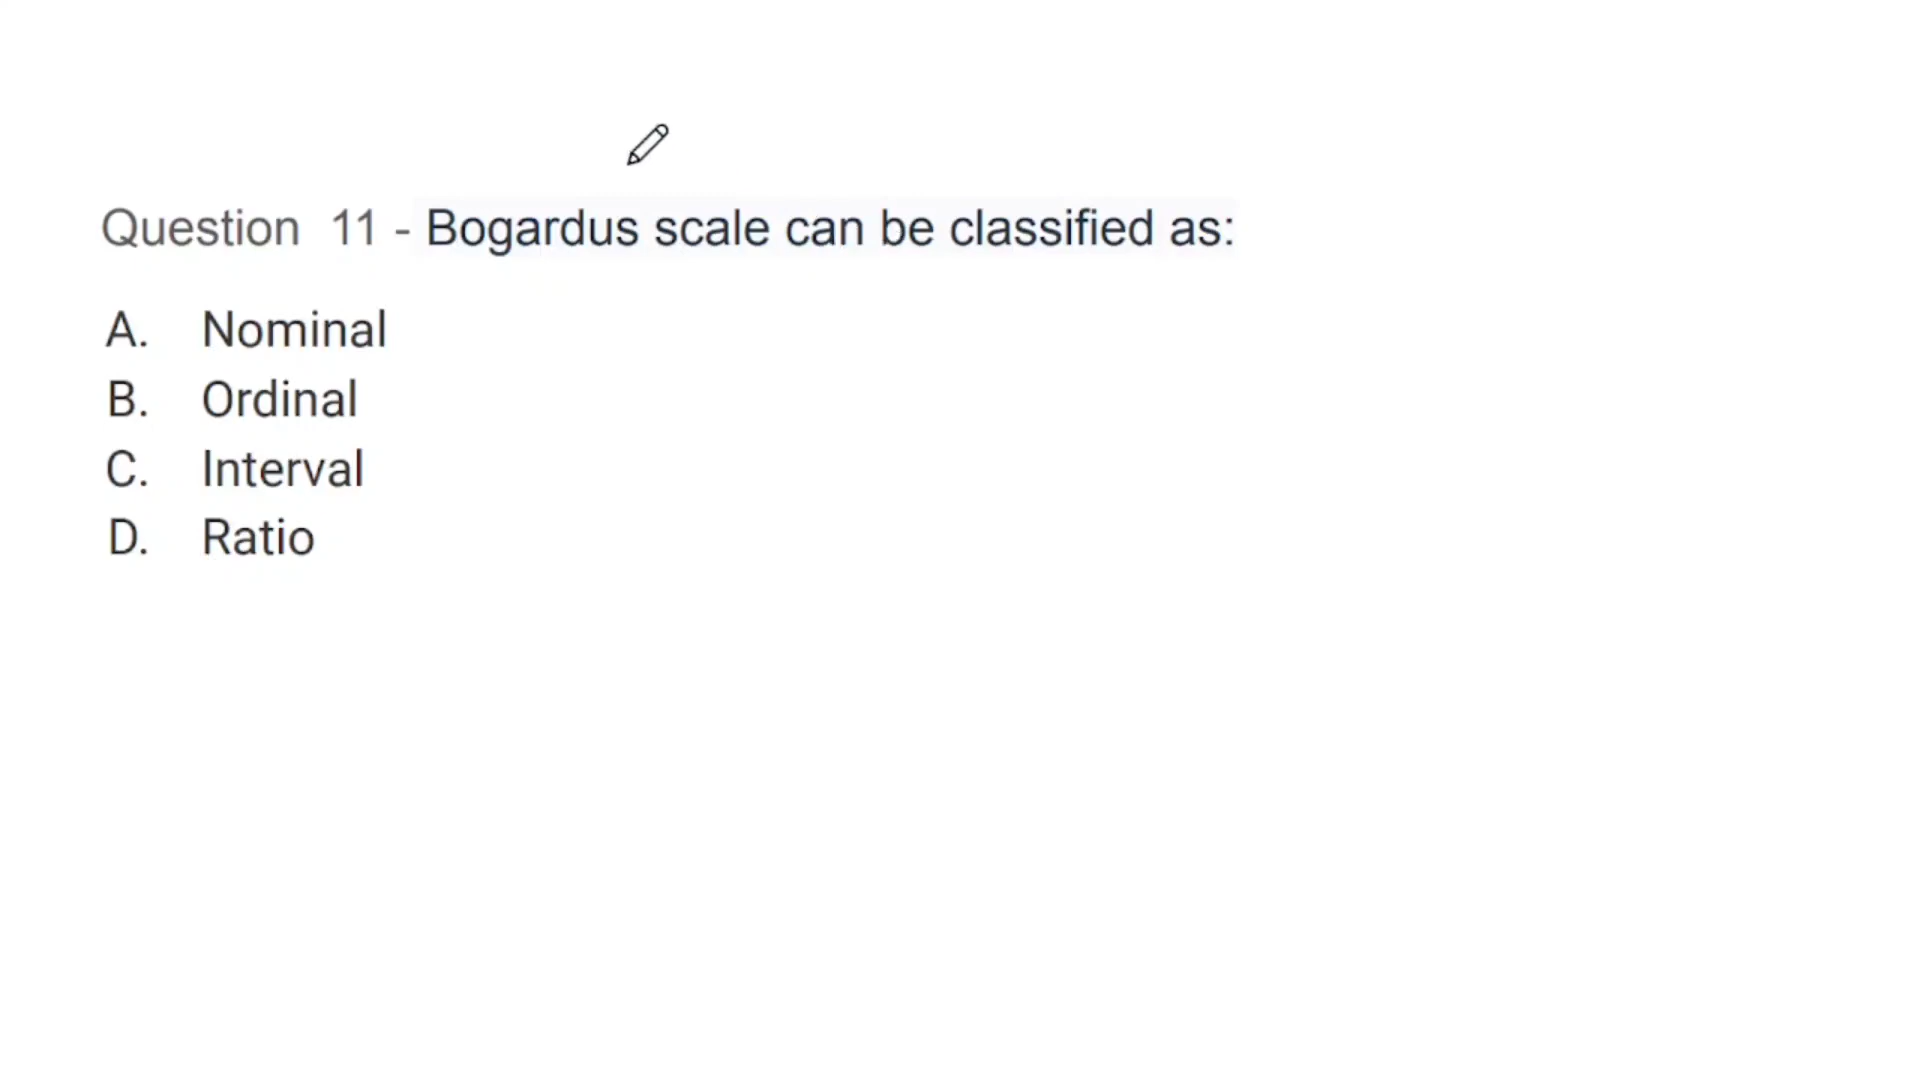 Question 11 - Bogardus scale can be classified as:
A. Nominal
B. Ordinal
C. Interval
D. Ratio